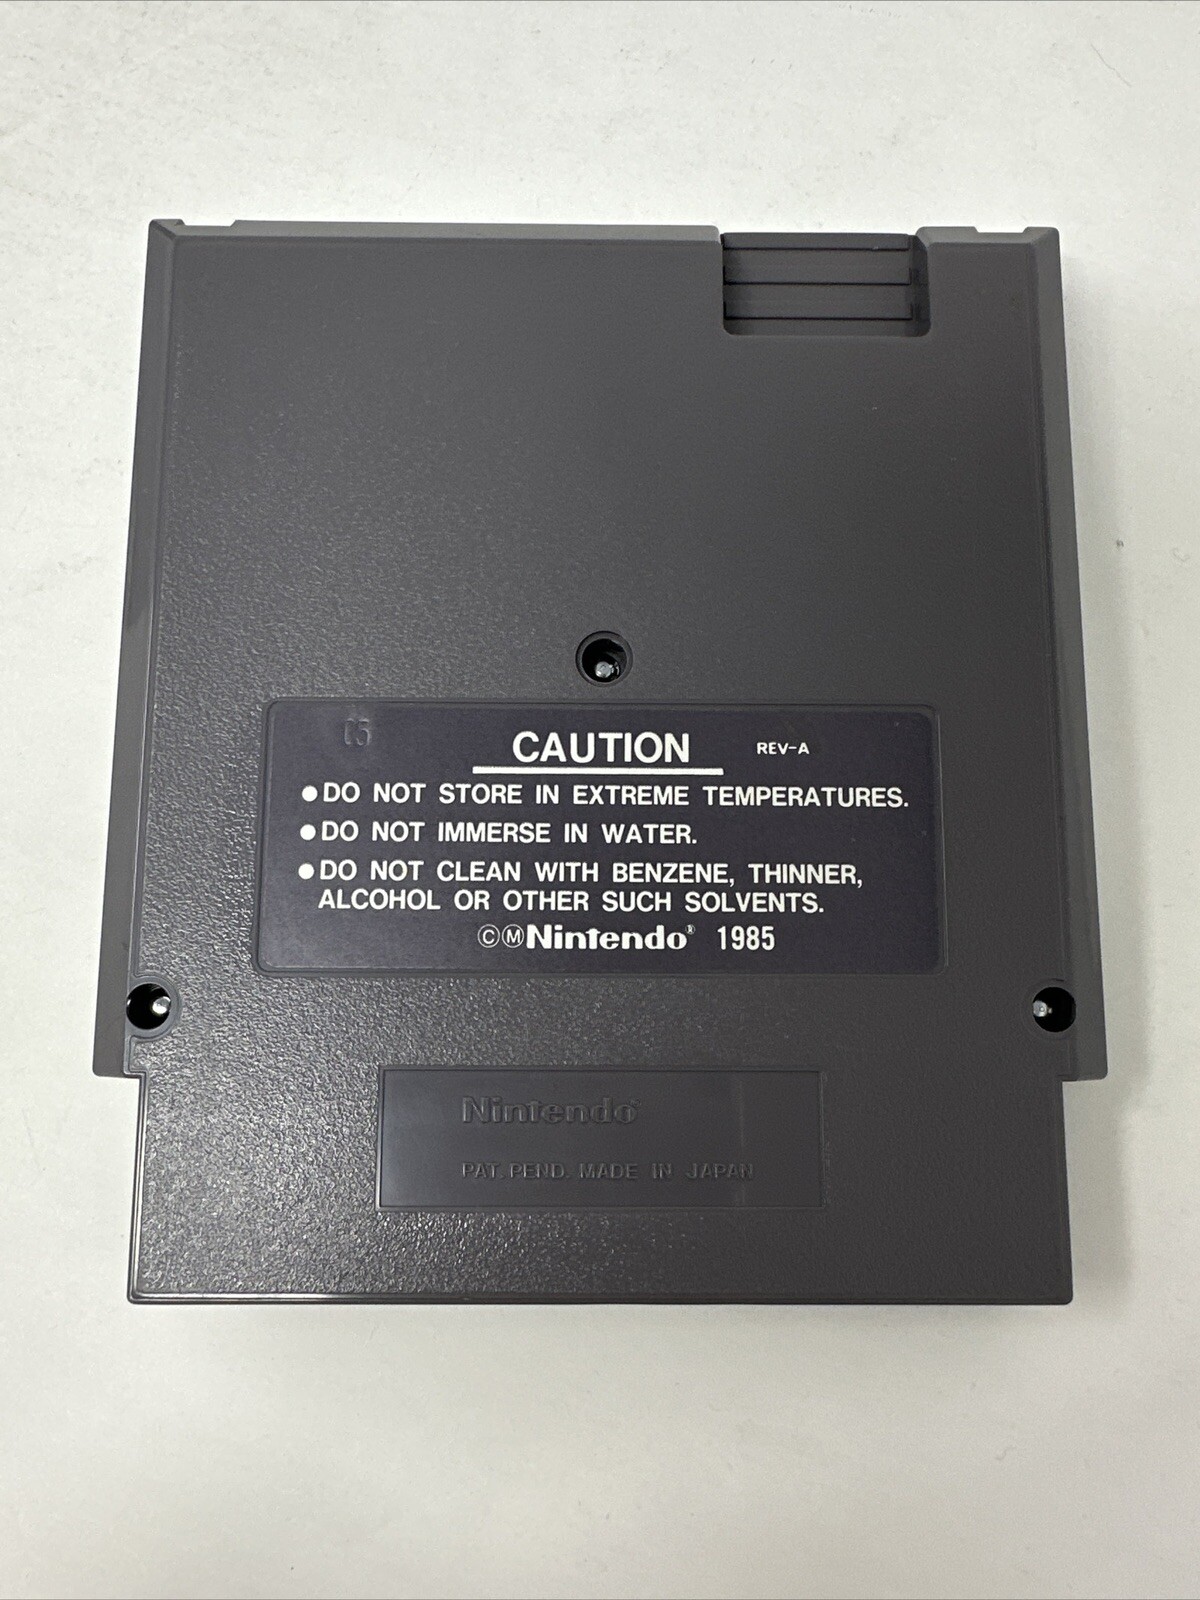 CAUTION REV-A
●DO NOT STORE IN EXTREME TEMPERATURES.
●DO NOT IMMERSE IN WATER.
●DO NOT CLEAN WITH BENZENE, THINNER,
ALCOHOL OR OTHER SUCH SOLVENTS.
©ⓂNintendo® 1985
Nintendo®
PAT. PEND. MADE IN JAPAN